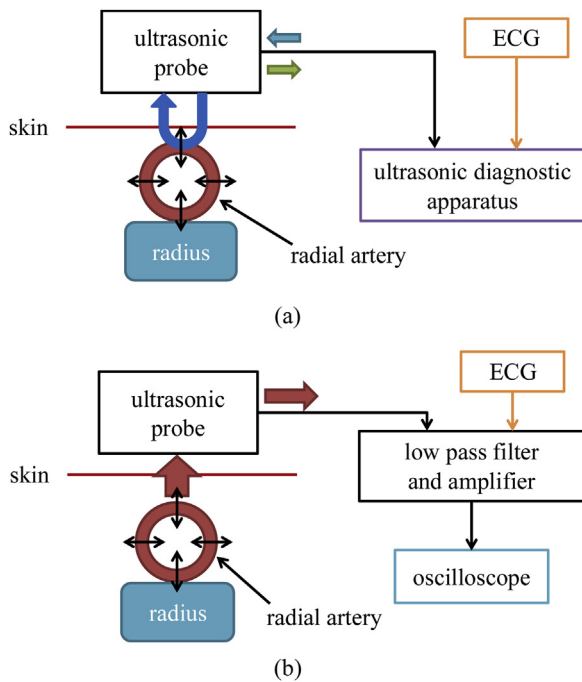 ultrasonic
probe
ECG
skin
ultrasonic diagnostic
apparatus
radius
radial artery
(a)
ultrasonic
probe
ECG
skin
low pass filter
and amplifier
oscilloscope
radius
radial artery
(b)